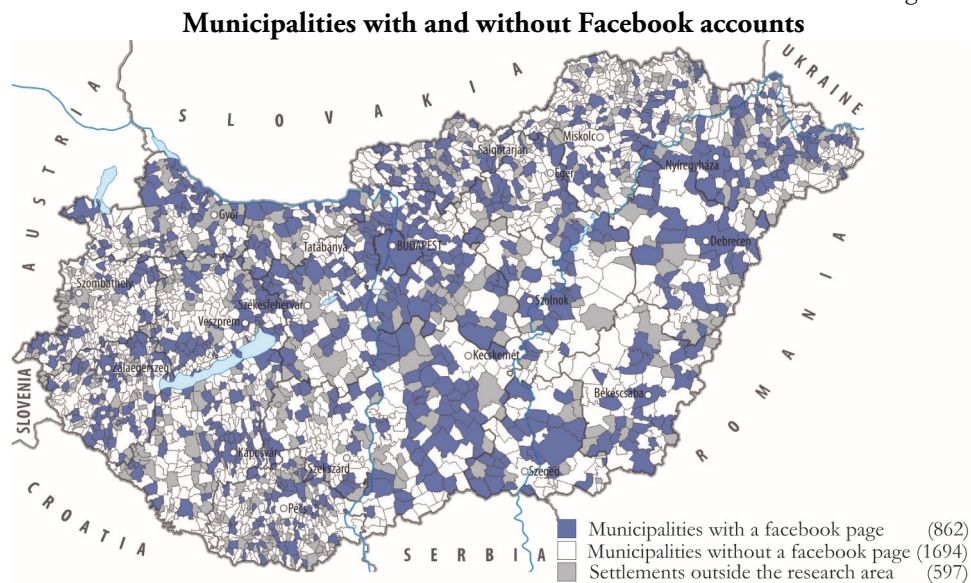 Municipalities with and without Facebook accounts
UKRAINE
SLOVAKIA
AUSTRIA
Miskolc
Salgótarján
Eger
Nyíregyháza
Győr
Tatabánya
BUDAPEST
Debrecen
Szombathely
Székesfehérvár
Szolnok
Veszprém
ROMANIA
Kecskemét
Zalaegerszeg
SLOVENIA
Békéscsaba
Kaposvár
Szekszárd
Szeged
Pécs
CROATIA
SERBIA
Municipalities with a facebook page (862)
Municipalities without a facebook page (1694)
Settlements outside the research area (597)